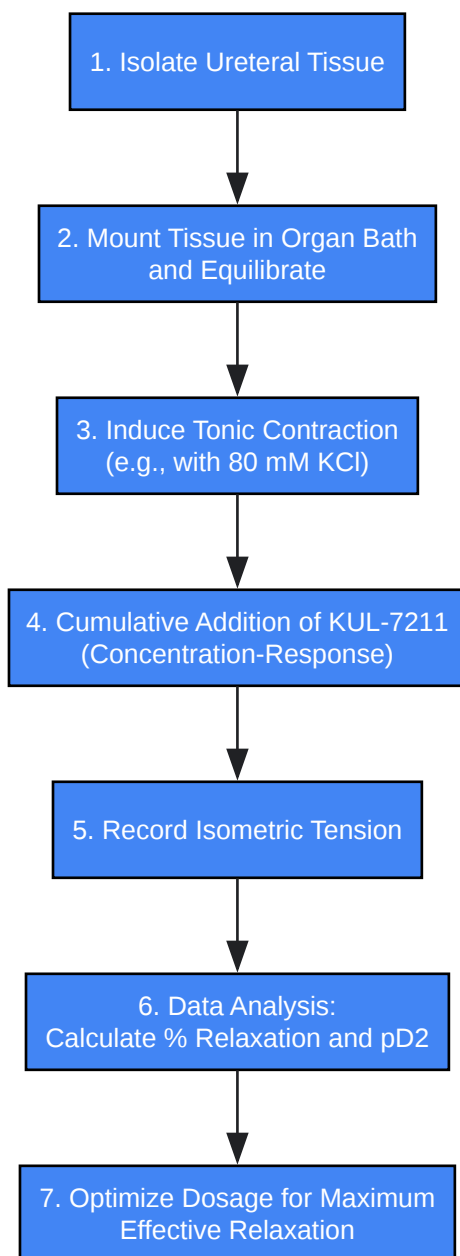 1. Isolate Ureteral Tissue
2. Mount Tissue in Organ Bath
and Equilibrate
3. Induce Tonic Contraction
(e.g., with 80 mM KCl)
4. Cumulative Addition of KUL-7211
(Concentration-Response)
5. Record Isometric Tension
6. Data Analysis:
Calculate % Relaxation and pD2
7. Optimize Dosage for Maximum
Effective Relaxation